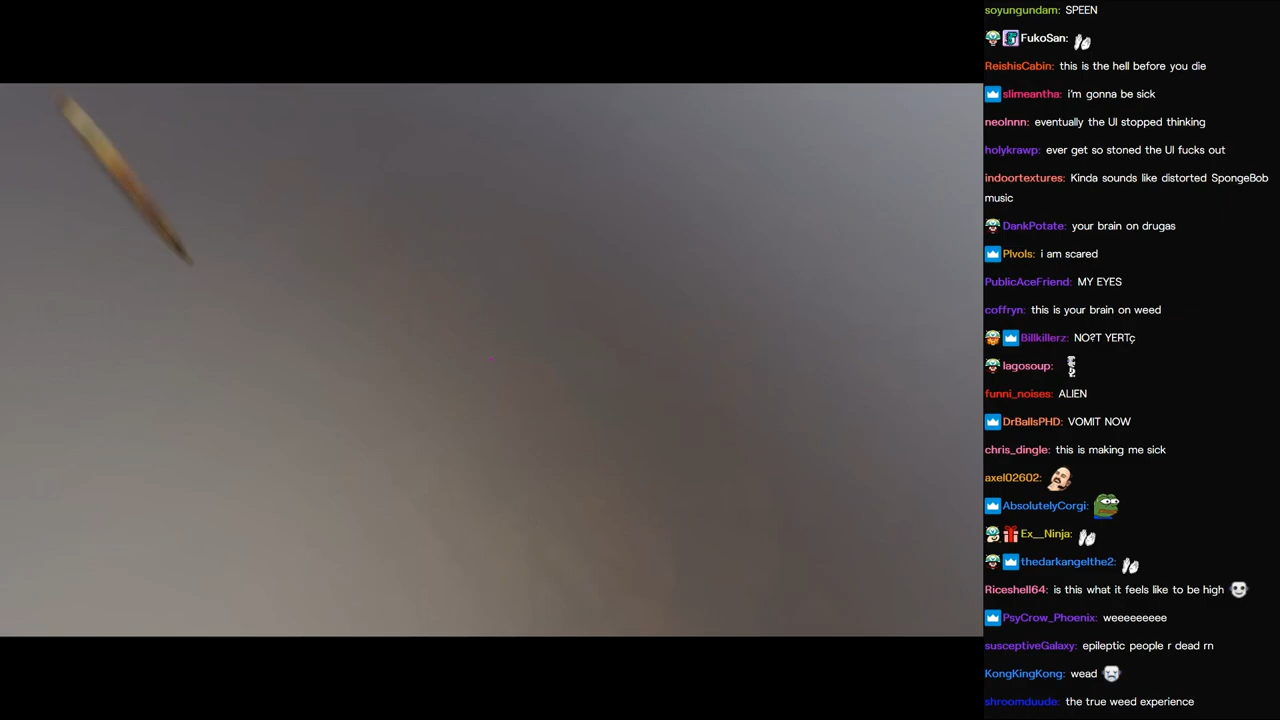 soyungundam: SPEEN
FukoSan:
ReishisCabin: this is the hell before you die
slimeantha: i'm gonna be sick
neolnnn: eventually the UI stopped thinking
holykrawp: ever get so stoned the UI fucks out
indoortextures: Kinda sounds like distorted SpongeBob
music
DankPotate: your brain on drugas
Plvols: i am scared
PublicAceFriend: MY EYES
coffryn: this is your brain on weed
Billkillerz: NO?T YERTç
lagosoup:
funni_noises: ALIEN
DrBallsPHD: VOMIT NOW
chris_dingle: this is making me sick
axel02602:
AbsolutelyCorgi:
Ex__Ninja:
thedarkangelthe2:
Riceshell64: is this what it feels like to be high
PsyCrow_Phoenix: weeeeeeeee
susceptiveGalaxy: epileptic people r dead rn
KongKingKong: wead
shroomduude: the true weed experience